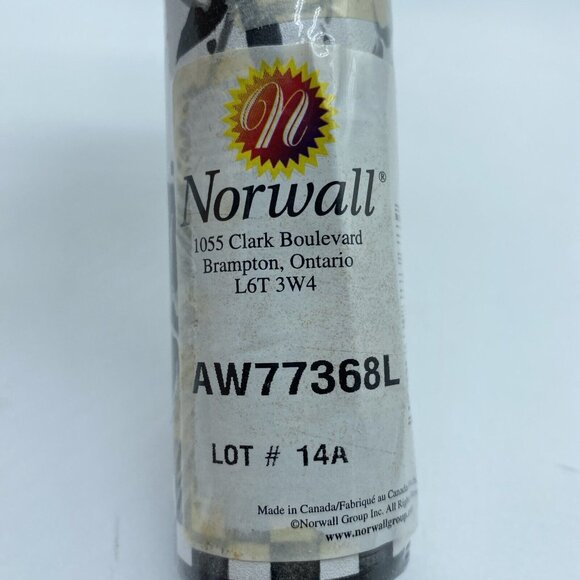 N
Norwall®
1055 Clark Boulevard
Brampton, Ontario
L6T 3W4
AW77368L
LOT # 14A
Made in Canada/Fabriqué au Canada
©Norwall Group Inc. All Rig
www.norwallgroup.